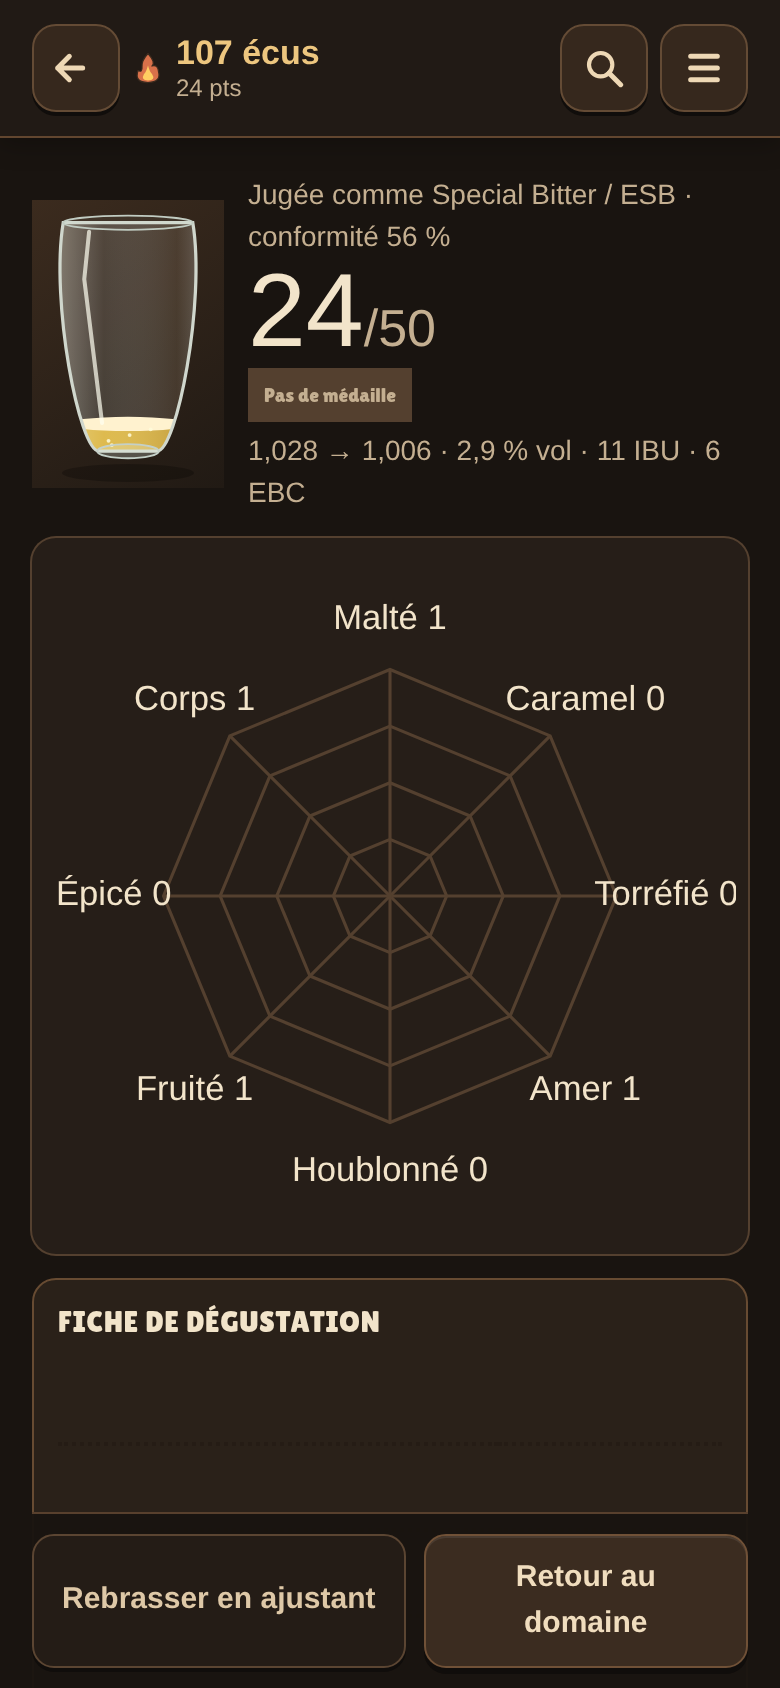 107 écus
24 pts
Jugée comme Special Bitter / ESB ·
conformité 56 %
24/50
Pas de médaille
1,028 → 1,006 · 2,9 % vol · 11 IBU · 6
EBC
Malté 1
Corps 1
Caramel 0
Épicé 0
Torréfié 0
Fruité 1
Amer 1
Houblonné 0
FICHE DE DÉGUSTATION
Rebrasser en ajustant
Retour au
domaine